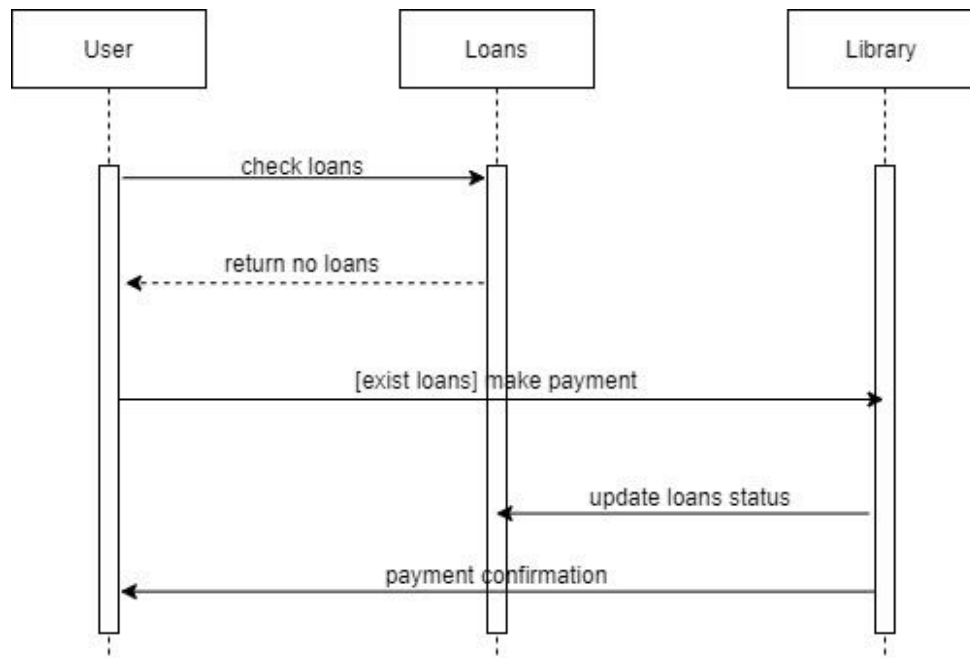 User
Loans
Library
check loans
return no loans
[exist loans] make payment
update loans status
payment confirmation